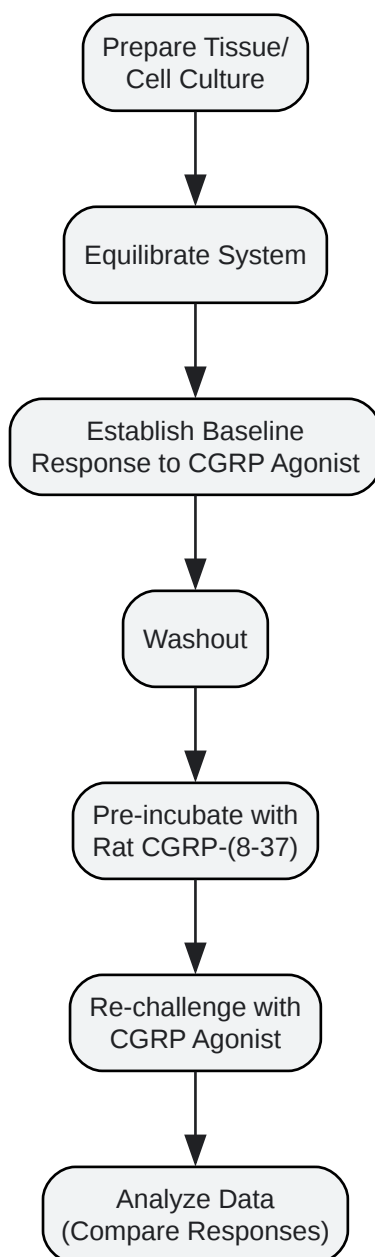 Prepare Tissue/
Cell Culture
Equilibrate System
Establish Baseline
Response to CGRP Agonist
Washout
Pre-incubate with
Rat CGRP-(8-37)
Re-challenge with
CGRP Agonist
Analyze Data
(Compare Responses)